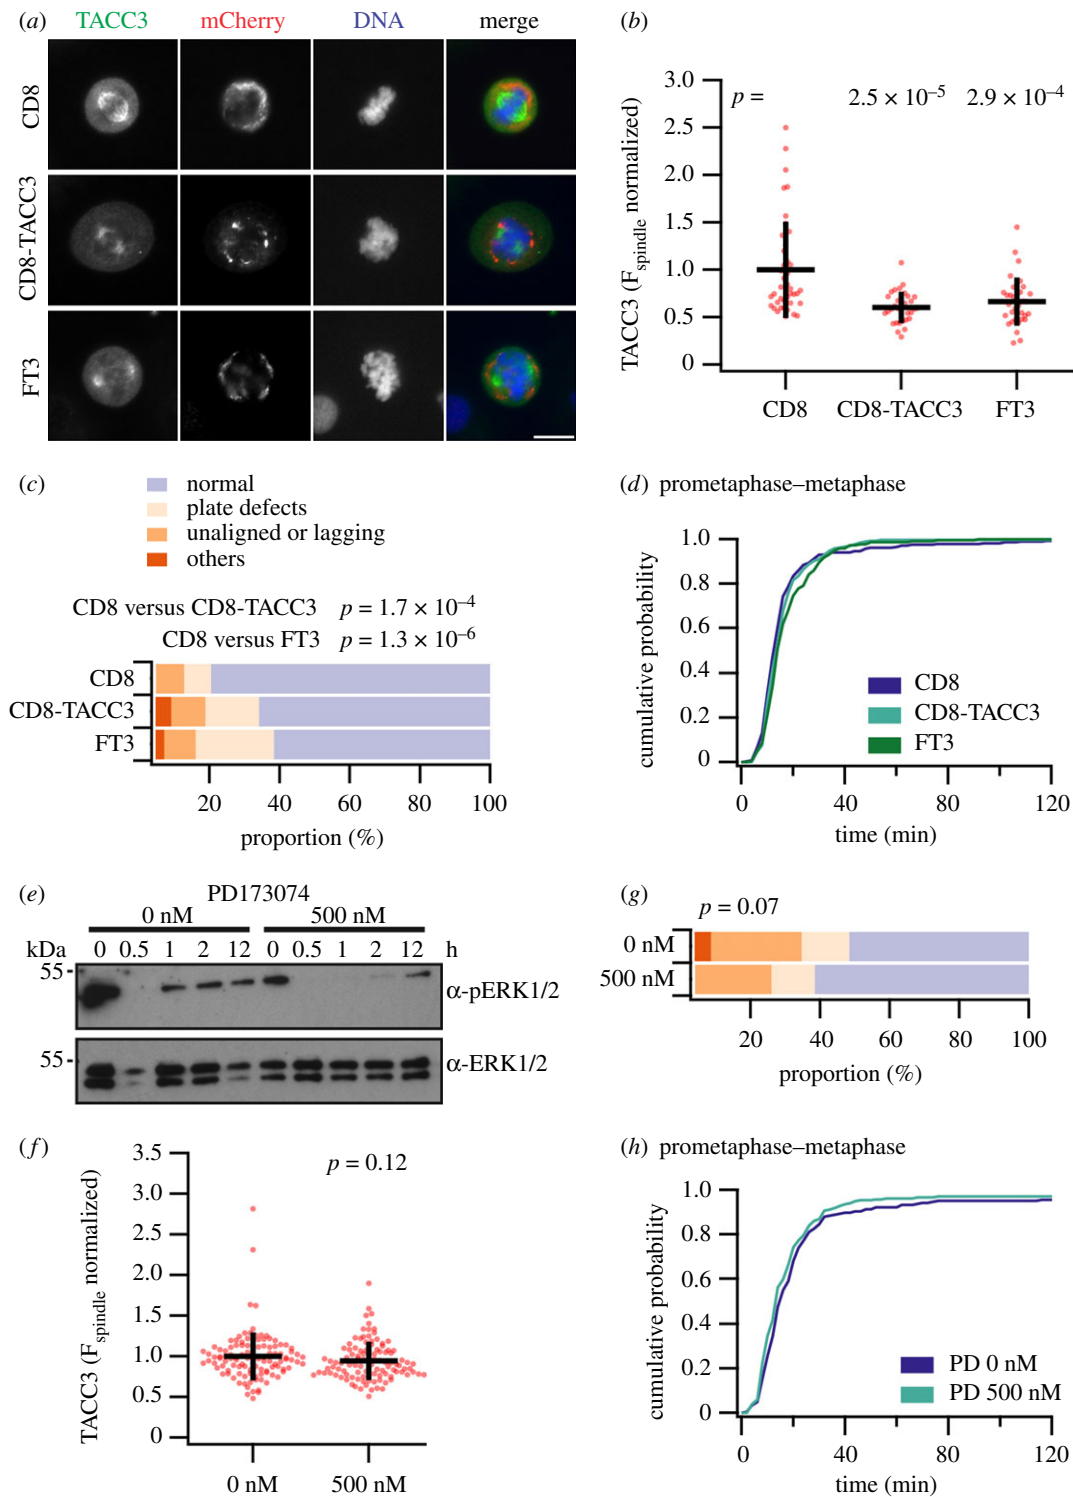 (a) TACC3 mCherry DNA merge
CD8
CD8-TACC3
FT3
(b)
TACC3 (Fspindle normalized)
3.0
2.5
2.0
1.5
1.0
0.5
0
p = 2.5 × 10–5 2.9 × 10–4
CD8 CD8-TACC3 FT3
(c)
normal
plate defects
unaligned or lagging
others
CD8 versus CD8-TACC3 p = 1.7 × 10–4
CD8 versus FT3 p = 1.3 × 10–6
CD8
CD8-TACC3
FT3
20 40 60 80 100
proportion (%)
(d) prometaphase–metaphase
cumulative probability
1.0
0.8
0.6
0.4
0.2
0
CD8
CD8-TACC3
FT3
0 40 80 120
time (min)
(e) PD173074
0 nM 500 nM
kDa 0 0.5 1 2 12 0 0.5 1 2 12 h
55
α-pERK1/2
55
α-ERK1/2
(g)
p = 0.07
0 nM
500 nM
20 40 60 80 100
proportion (%)
(f)
TACC3 (Fspindle normalized)
3.5
3.0
2.5
2.0
1.5
1.0
0.5
0
p = 0.12
0 nM 500 nM
(h) prometaphase–metaphase
cumulative probability
1.0
0.8
0.6
0.4
0.2
0
PD 0 nM
PD 500 nM
0 40 80 120
time (min)